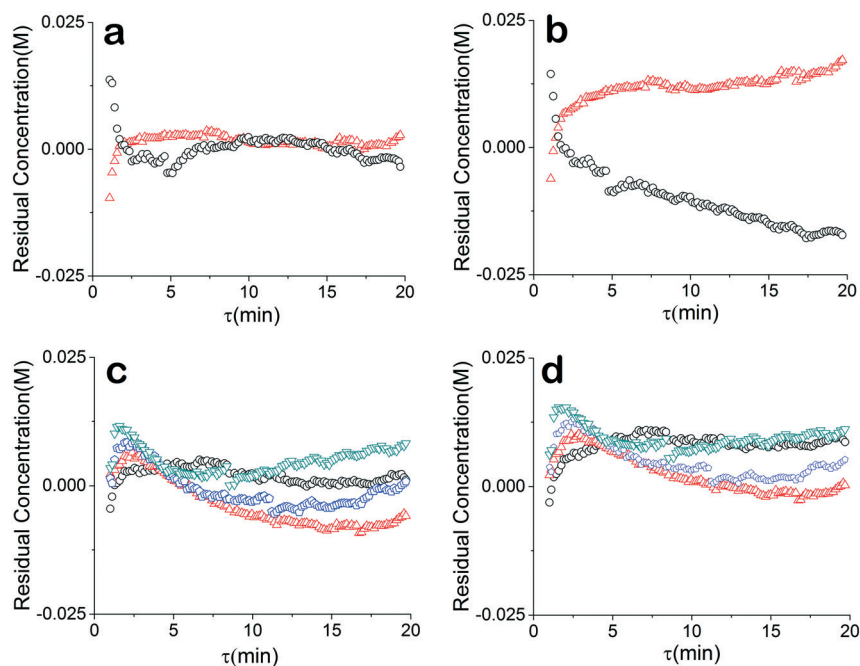 a
0.025
0.000
-0.025
Residual Concentration(M)
0 5 10 15 20
τ(min)
b
0.025
0.000
-0.025
Residual Concentration(M)
0 5 10 15 20
τ(min)
c
0.025
0.000
-0.025
Residual Concentration(M)
0 5 10 15 20
τ(min)
d
0.025
0.000
-0.025
Residual Concentration(M)
0 5 10 15 20
τ(min)